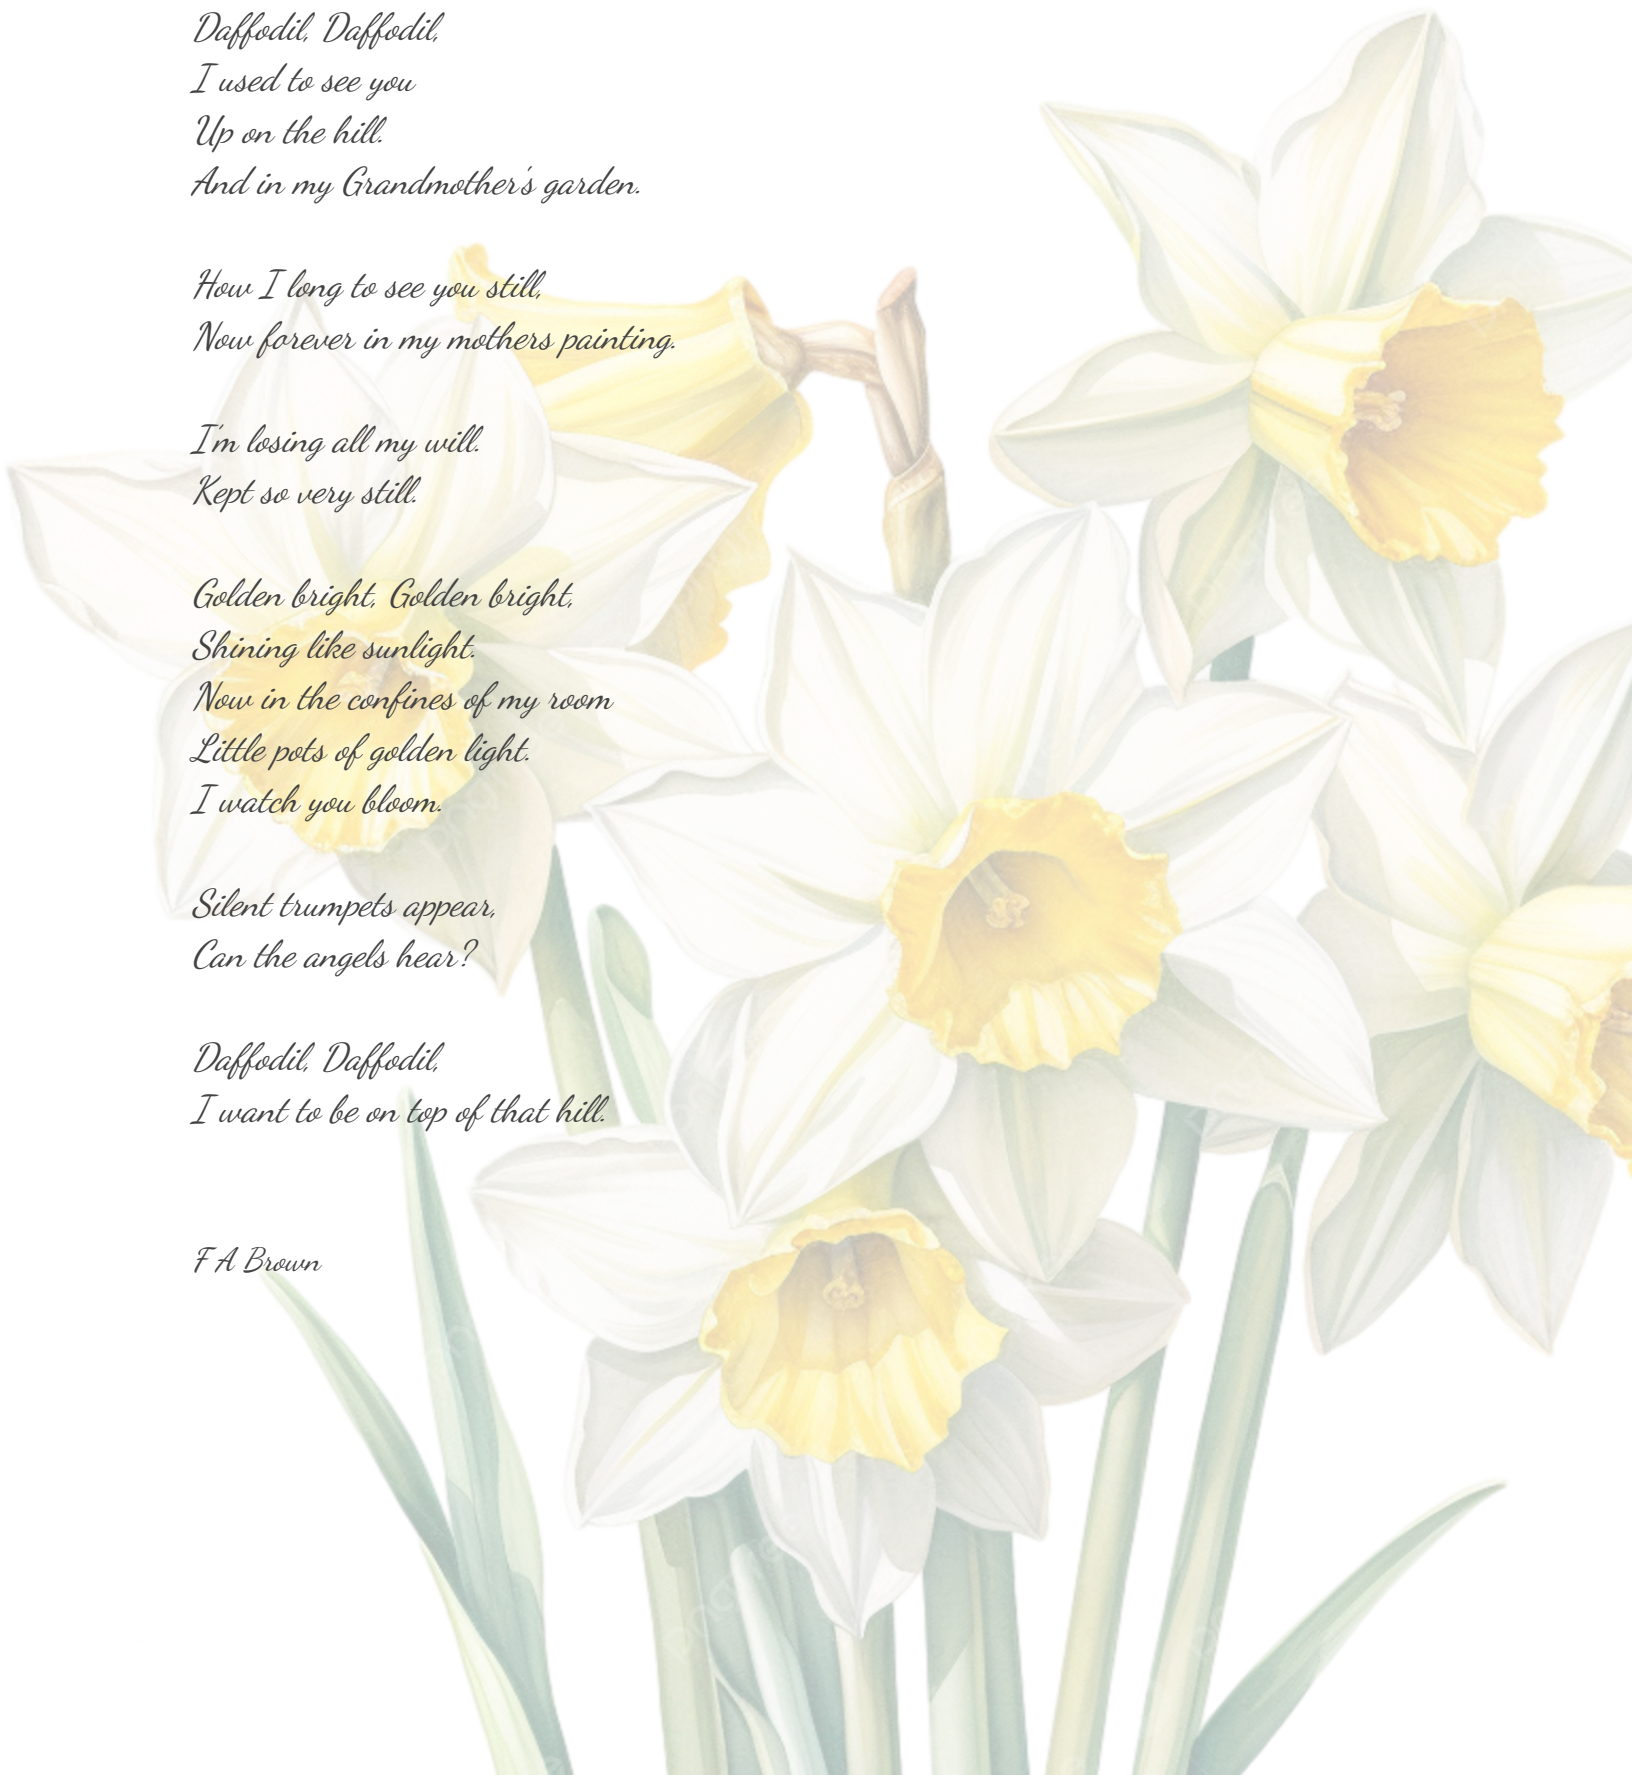 Daffodil, Daffodil,
I used to see you
Up on the hill.
And in my Grandmother's garden.
How I long to see you still,
Now forever in my mothers painting.
I'm losing all my will.
Kept so very still.
Golden bright, Golden bright,
Shining like sunlight.
Now in the confines of my room
Little pots of golden light.
I watch you bloom.
Silent trumpets appear,
Can the angels hear?
Daffodil, Daffodil,
I want to be on top of that hill.
F A Brown